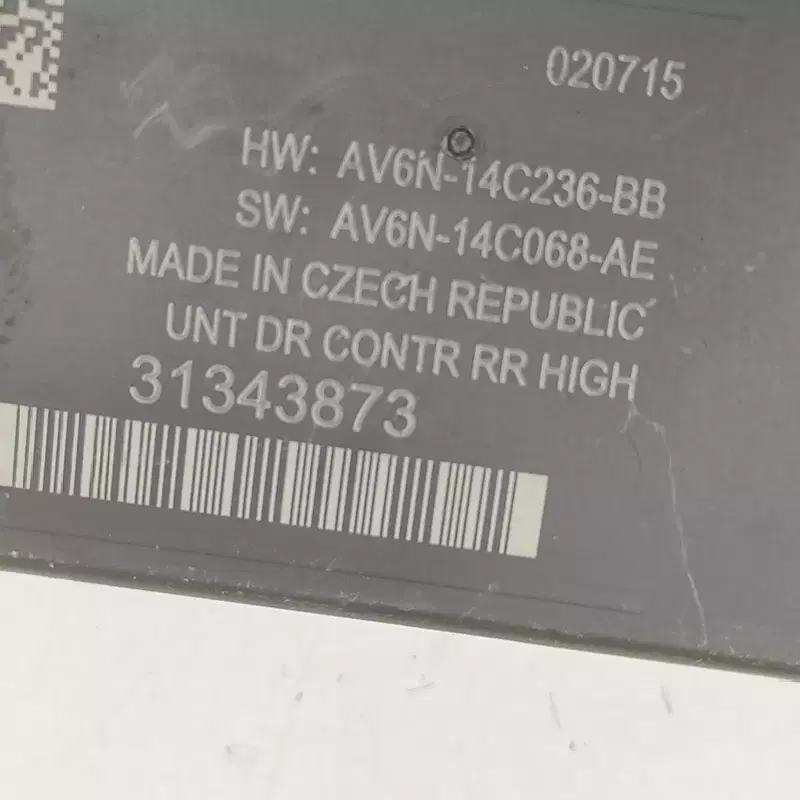 020715
HW: AV6N-14C236-BB
SW: AV6N-14C068-AE
MADE IN CZECH REPUBLIC
UNT DR CONTR RR HIGH
31343873